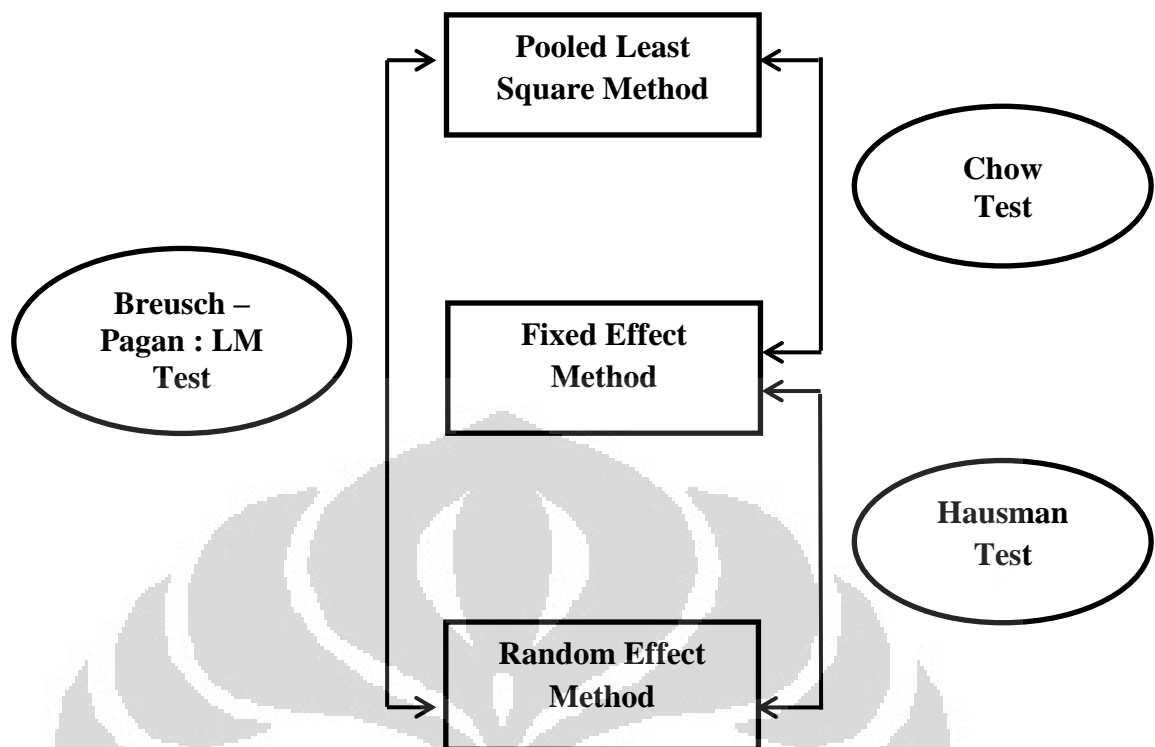 Pooled Least
Square Method
Chow
Test
Breusch –
Pagan : LM
Test
Fixed Effect
Method
Hausman
Test
Random Effect
Method